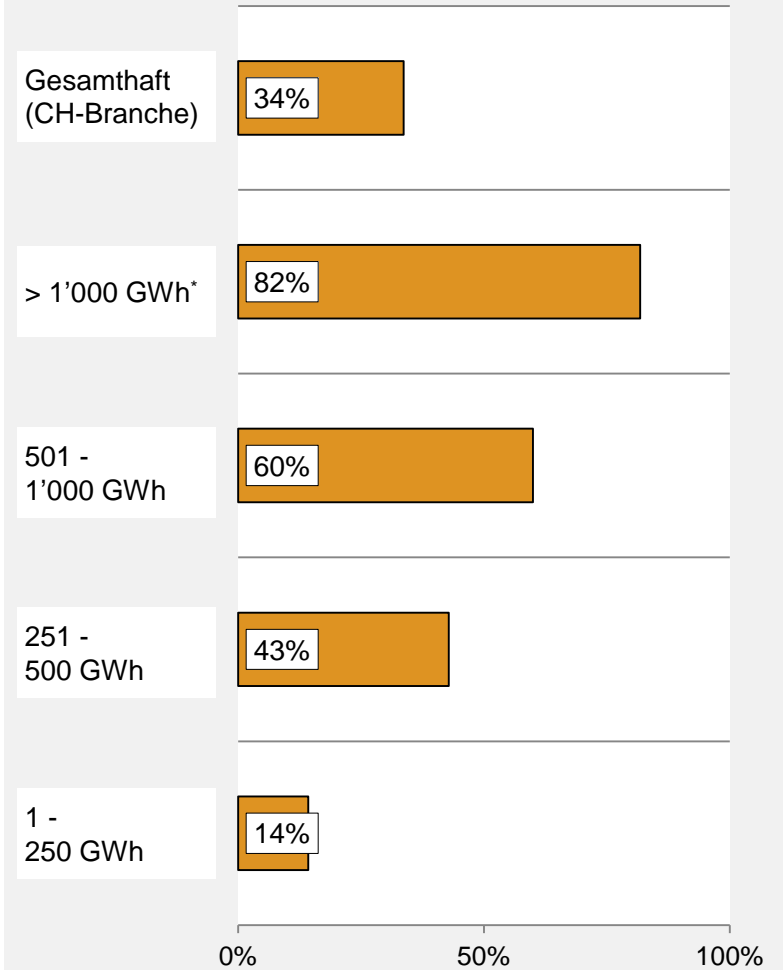 Gesamthaft
(CH-Branche)
34%
> 1’000 GWh*
82%
501 -
1’000 GWh
60%
251 -
500 GWh
43%
1 -
250 GWh
14%
0%
50%
100%